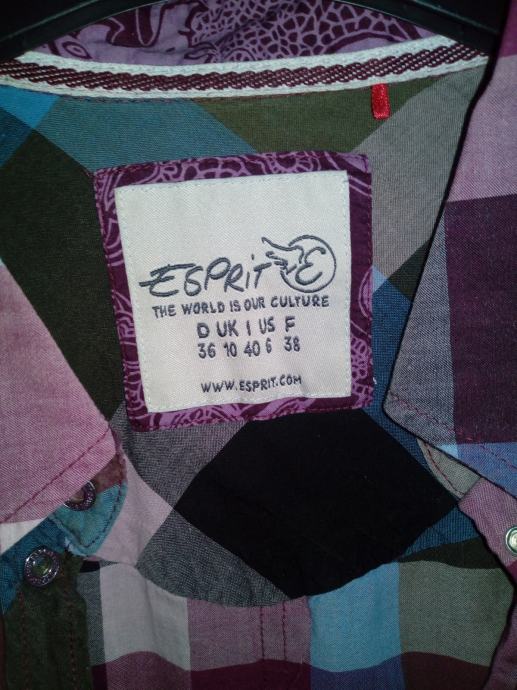 ESPRIT E
THE WORLD IS OUR CULTURE
D UK I US F
36 10 40 6 38
WWW.ESPRIT.COM